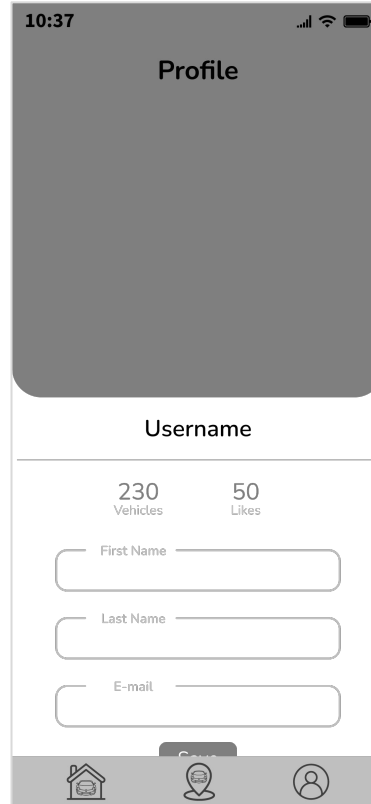 10:37
Profile
Username
230 50
Vehicles Likes
First Name
Last Name
E-mail